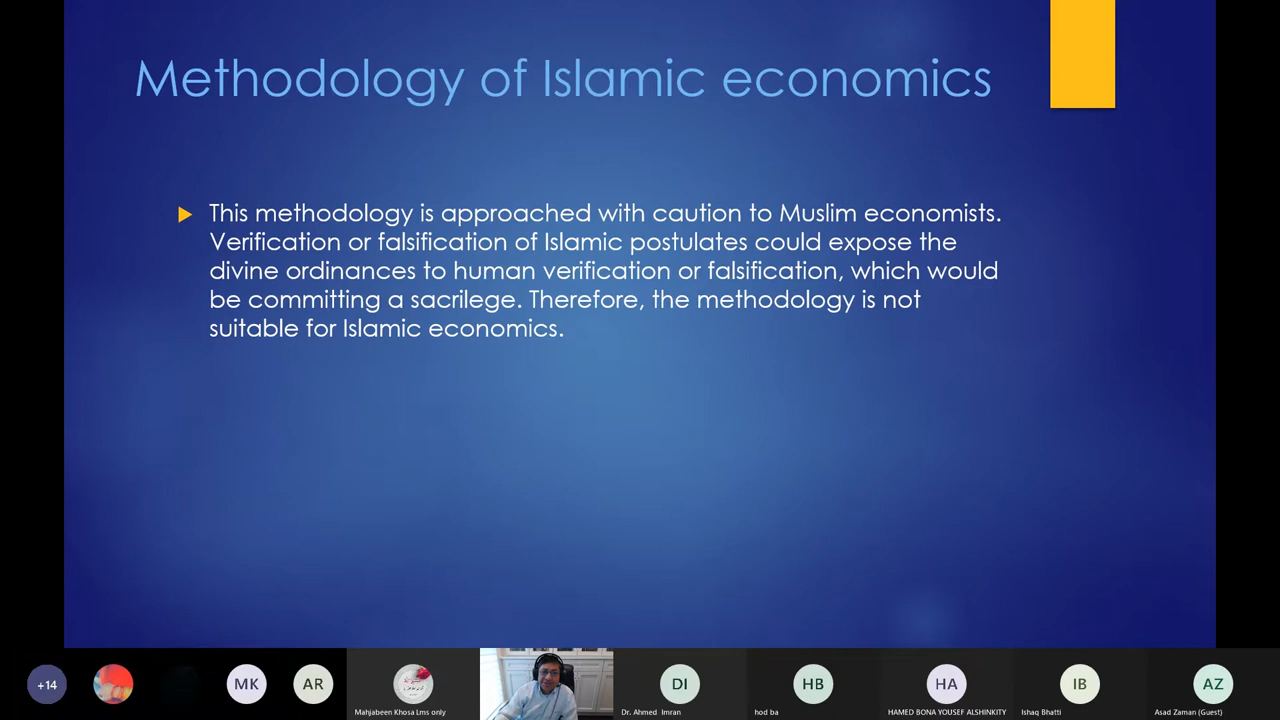 Methodology of Islamic economics
This methodology is approached with caution to Muslim economists.
Verification or falsification of Islamic postulates could expose the
divine ordinances to human verification or falsification, which would
be committing a sacrilege. Therefore, the methodology is not
suitable for Islamic economics.
+14
MK
AR
DI
HB
HA
IB
AZ
Mahjabeen Khosa Lms only
Dr. Ahmed Imran
hod ba
HAMED BONA YOUSEF ALSHINKITY
Ishaq Bhatti
Asad Zaman (Guest)